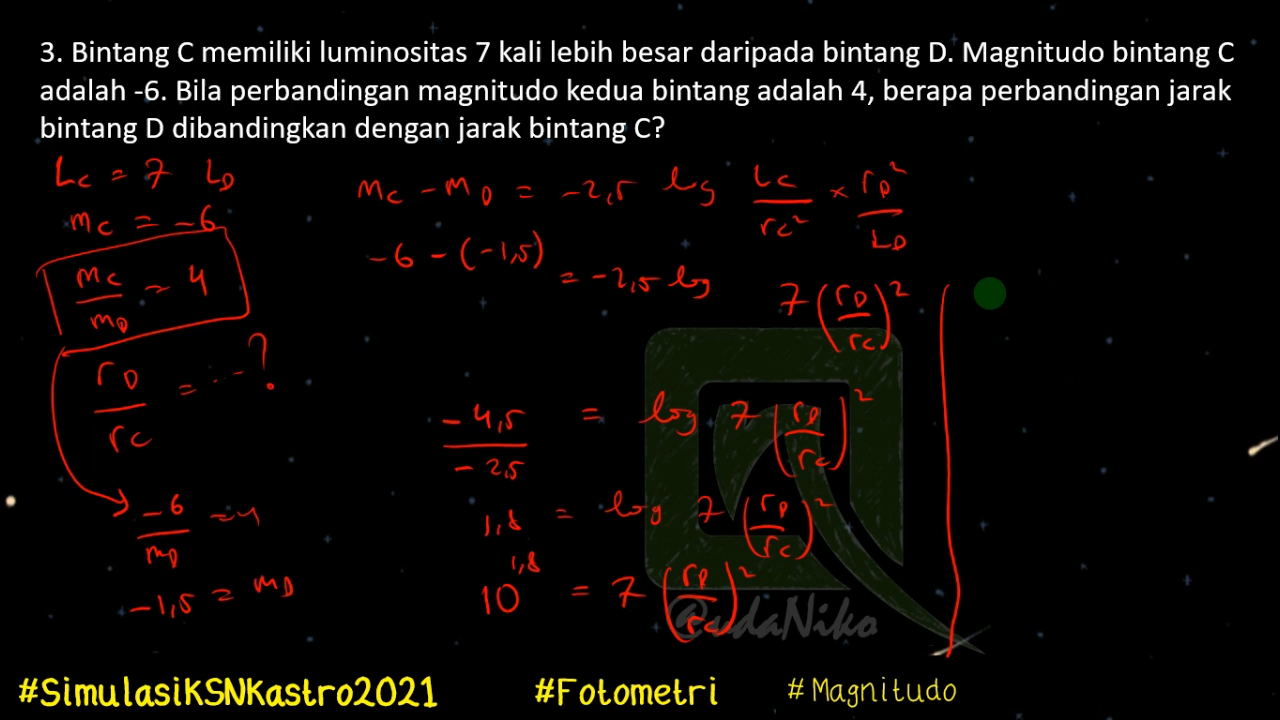 3. Bintang C memiliki luminositas 7 kali lebih besar daripada bintang D. Magnitudo bintang C
adalah -6. Bila perbandingan magnitudo kedua bintang adalah 4, berapa perbandingan jarak
bintang D dibandingkan dengan jarak bintang C?
Lc = 7 LD
mc = -6
mc/mD = 4
rD/rc = ...?
-6/mD = 4
-1,5 = mD
mc - mD = -2,5 log Lc/rc² × rD²/LD
-6 - (-1,5) = -2,5 log 7 (rD/rc)²
-4,5/-2,5 = log 7 (rD/rc)²
1,8 = log 7 (rD/rc)²
10^1,8 = 7 (rD/rc)²
@udaNiko
#SimulasiKSNKastro2021 #Fotometri #Magnitudo